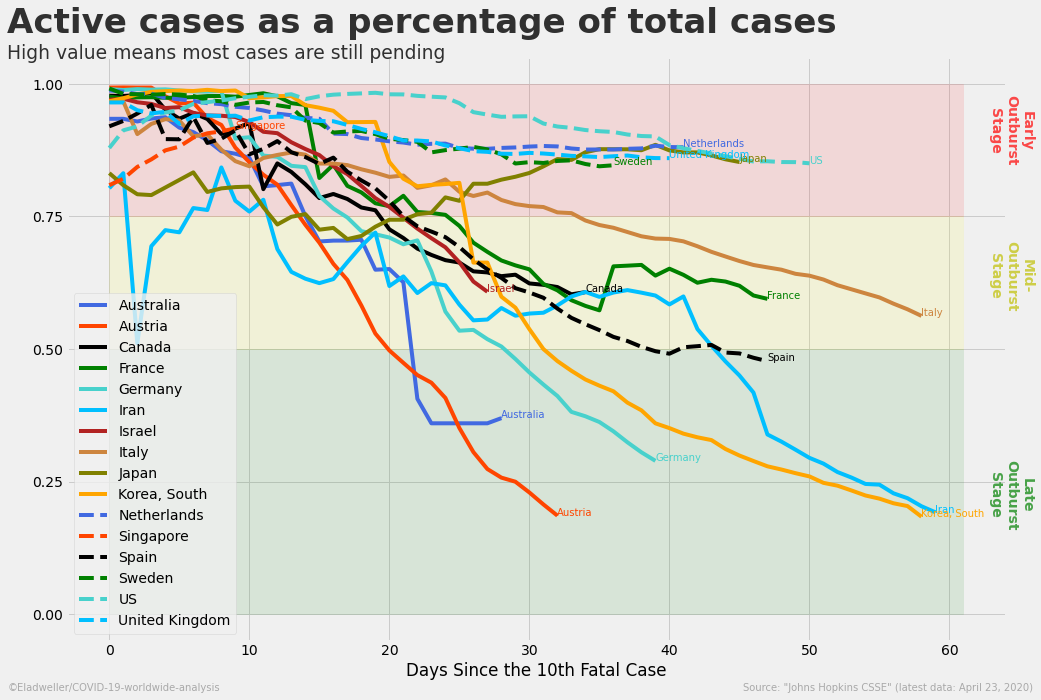 Active cases as a percentage of total cases
High value means most cases are still pending
1.00
0.75
0.50
0.25
0.00
Singapore
Netherlands
United Kingdom
Japan
US
Sweden
Israel
Canada
France
Italy
Spain
Australia
Germany
Austria
Iran
Korea, South
Early
Outburst
Stage
Mid-
Outburst
Stage
Late
Outburst
Stage
Australia
Austria
Canada
France
Germany
Iran
Israel
Italy
Japan
Korea, South
Netherlands
Singapore
Spain
Sweden
US
United Kingdom
0 10 20 30 40 50 60
Days Since the 10th Fatal Case
©Eladweller/COVID-19-worldwide-analysis
Source: "Johns Hopkins CSSE" (latest data: April 23, 2020)